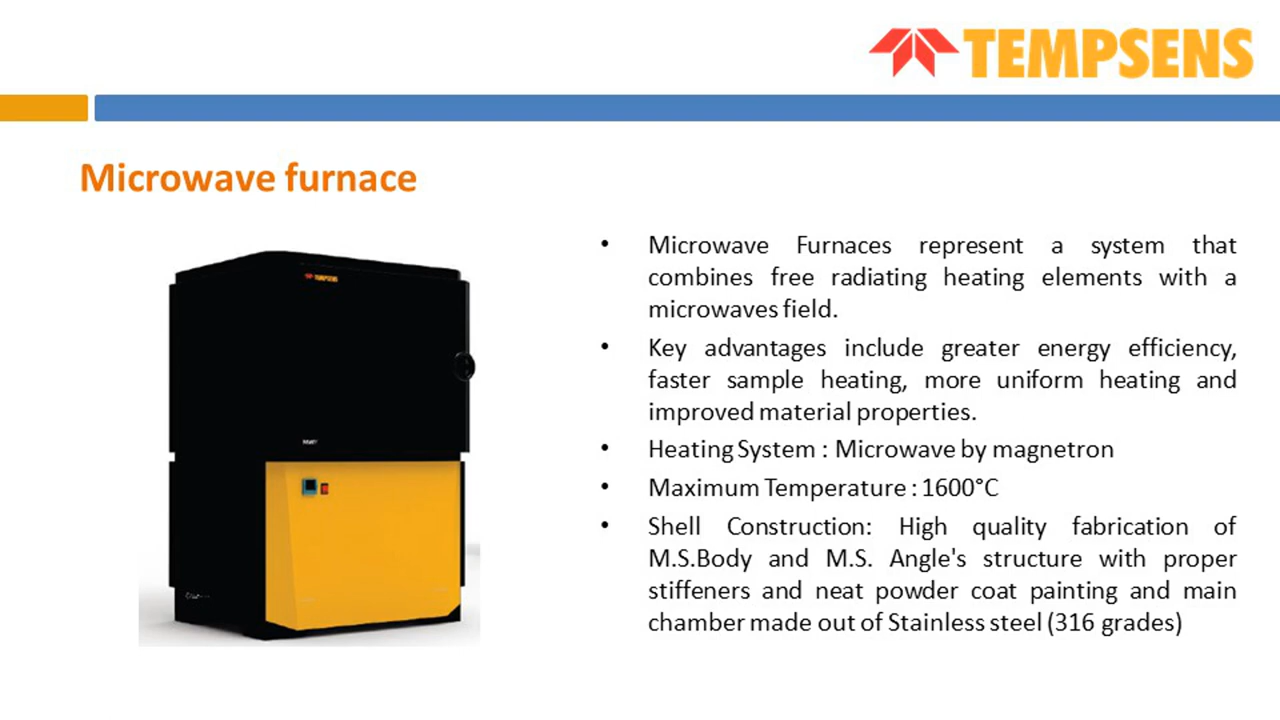 TEMPSENS
Microwave furnace
TEMPSENS
• Microwave Furnaces represent a system that
combines free radiating heating elements with a
microwaves field.
• Key advantages include greater energy efficiency,
faster sample heating, more uniform heating and
improved material properties.
• Heating System : Microwave by magnetron
• Maximum Temperature : 1600°C
• Shell Construction: High quality fabrication of
M.S.Body and M.S. Angle's structure with proper
stiffeners and neat powder coat painting and main
chamber made out of Stainless steel (316 grades)